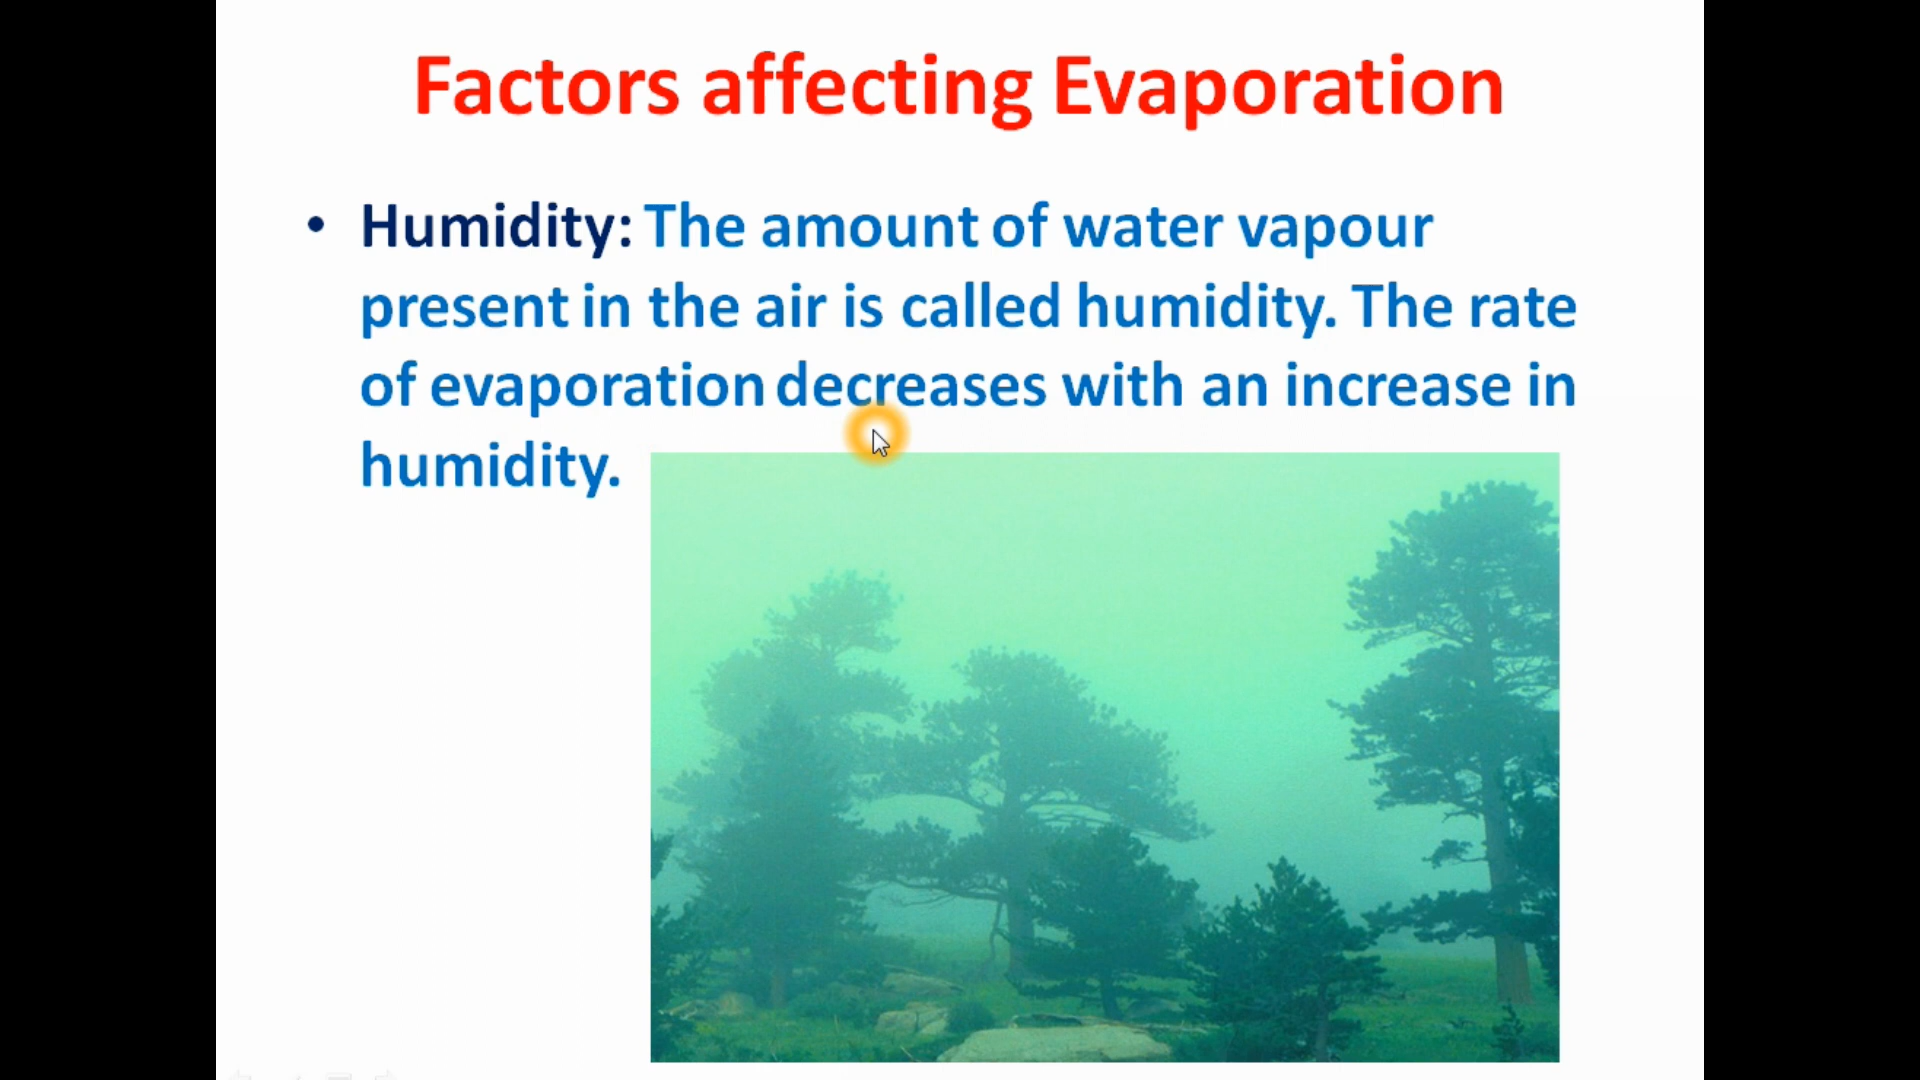 Factors affecting Evaporation
• Humidity: The amount of water vapour
present in the air is called humidity. The rate
of evaporation decreases with an increase in
humidity.